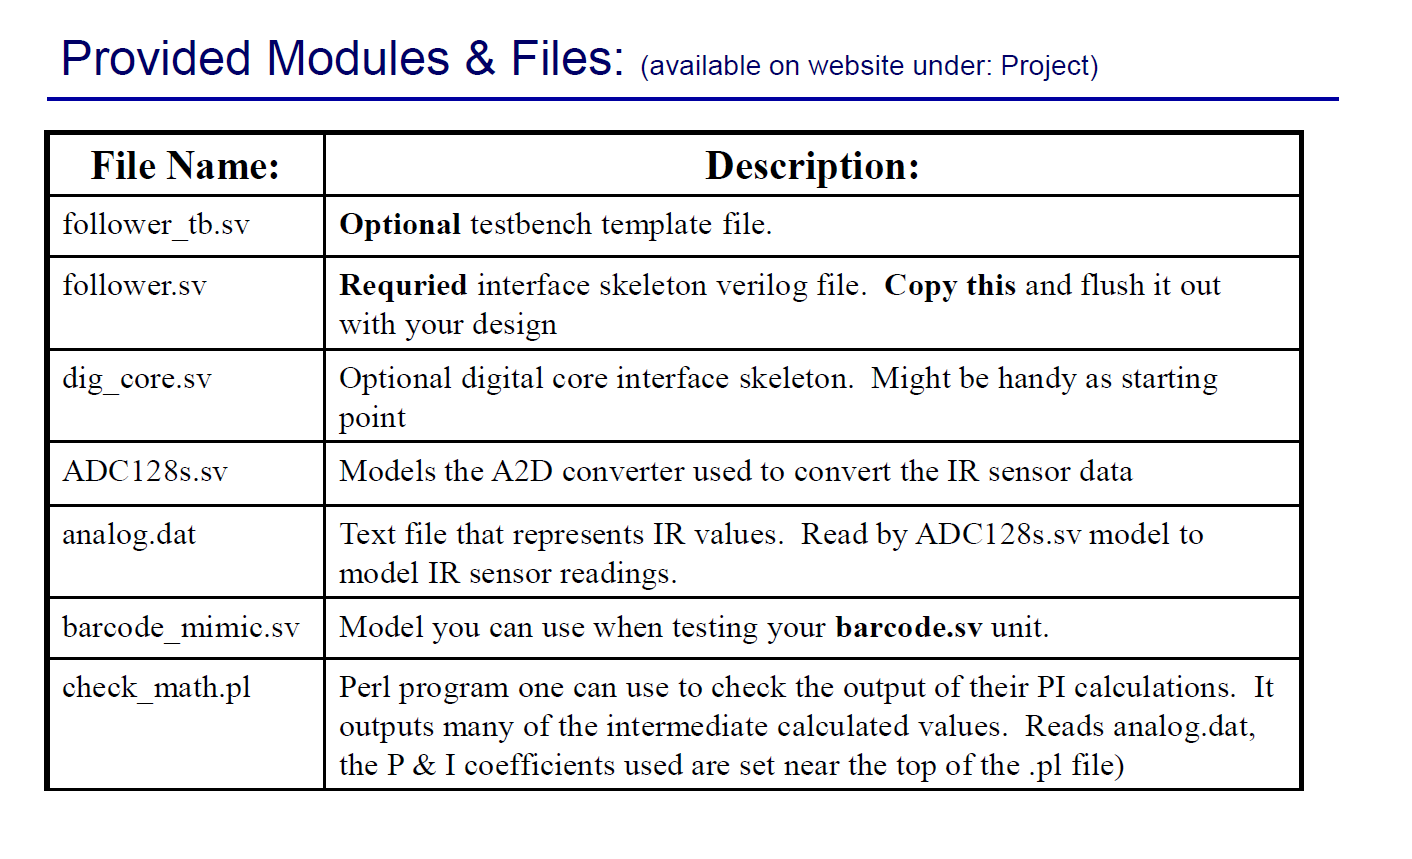 Provided Modules & Files: (available on website under: Project)
File Name:
Description:
follower_tb.sv
Optional testbench template file.
follower.sv
Requried interface skeleton verilog file.  Copy this and flush it out
with your design
dig_core.sv
Optional digital core interface skeleton.  Might be handy as starting
point
ADC128s.sv
Models the A2D converter used to convert the IR sensor data
analog.dat
Text file that represents IR values.  Read by ADC128s.sv model to
model IR sensor readings.
barcode_mimic.sv
Model you can use when testing your barcode.sv unit.
check_math.pl
Perl program one can use to check the output of their PI calculations.  It
outputs many of the intermediate calculated values.  Reads analog.dat,
the P & I coefficients used are set near the top of the .pl file)